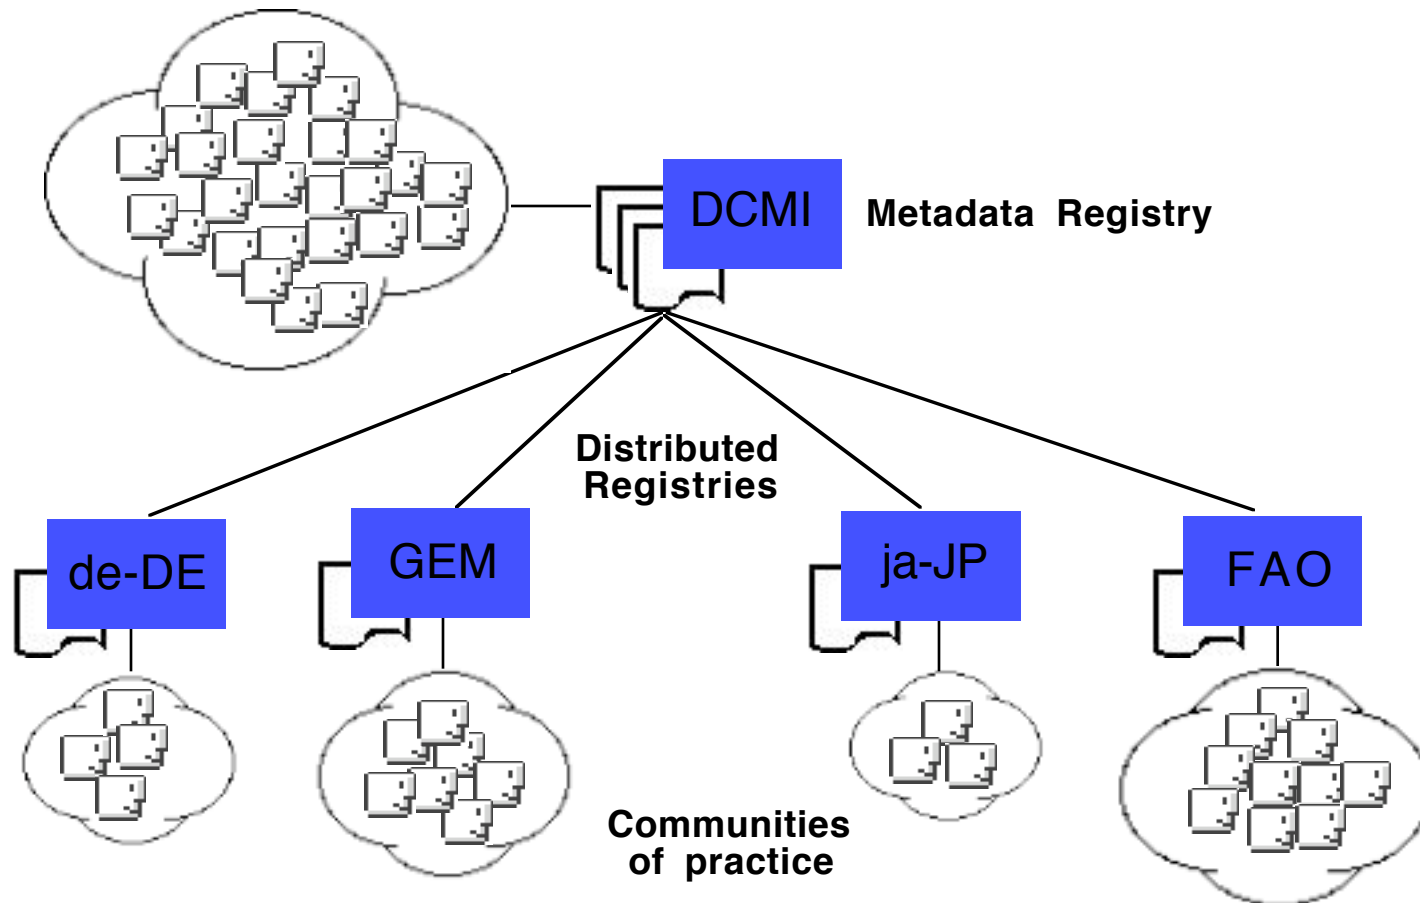 DCMI
Metadata Registry
Distributed
Registries
de-DE
GEM
ja-JP
FAO
Communities
of practice